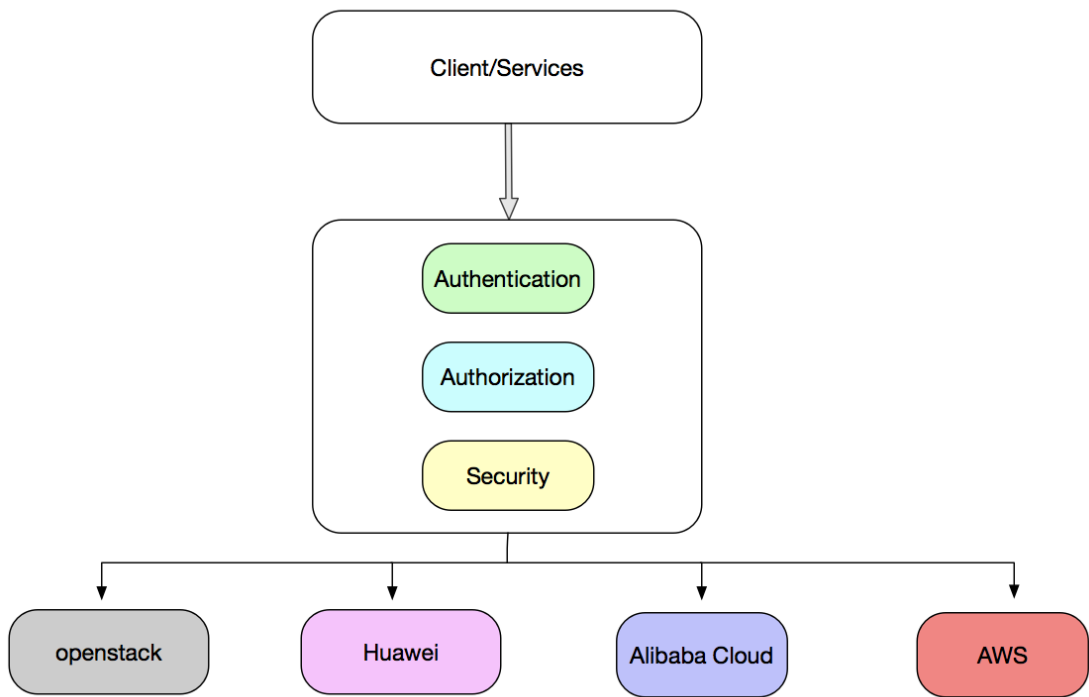 Client/Services
Authentication
Authorization
Security
openstack
Huawei
Alibaba Cloud
AWS